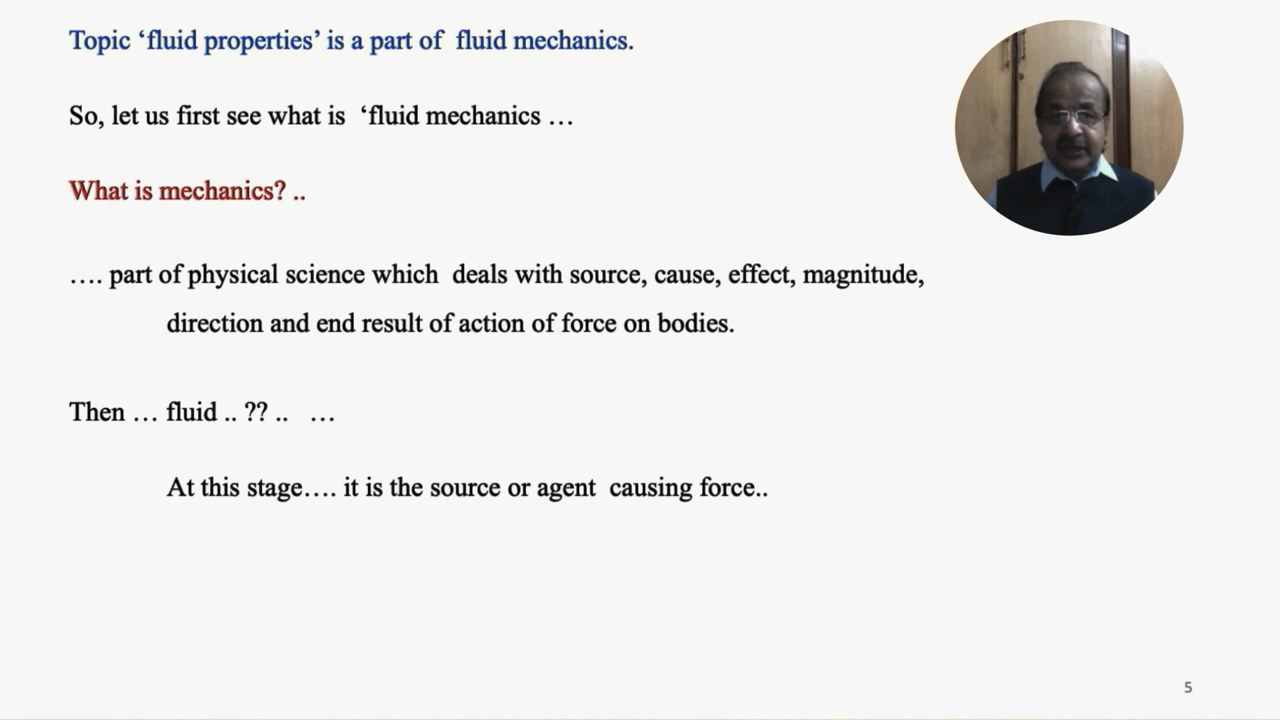 Topic ‘fluid properties’ is a part of fluid mechanics.
So, let us first see what is ‘fluid mechanics …
What is mechanics? ..
…. part of physical science which deals with source, cause, effect, magnitude,
direction and end result of action of force on bodies.
Then … fluid .. ?? .. …
At this stage…. it is the source or agent causing force..
5